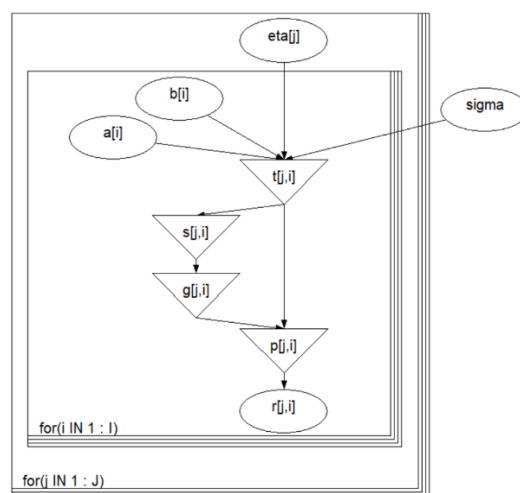 eta[j]
b[i]
sigma
a[i]
t[j,i]
s[j,i]
g[j,i]
p[j,i]
r[j,i]
for(i IN 1 : I)
for(j IN 1 : J)